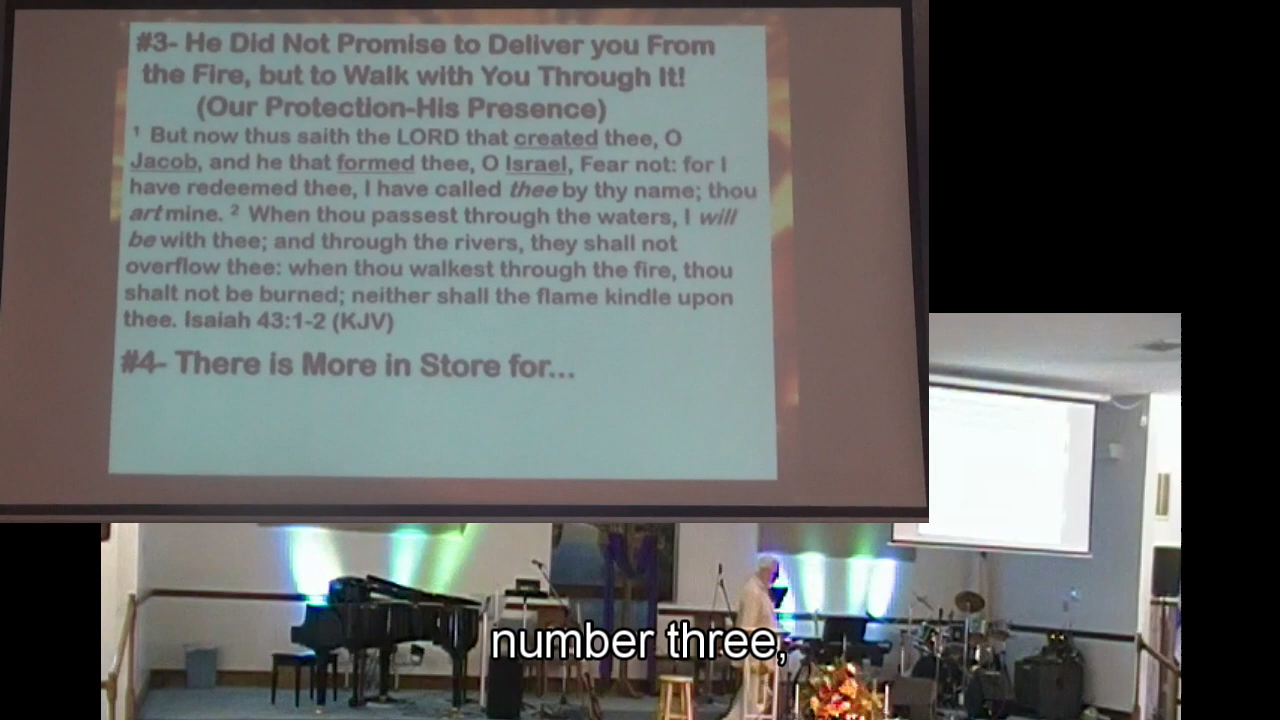 #3- He Did Not Promise to Deliver you From
the Fire, but to Walk with You Through It!
(Our Protection-His Presence)
¹ But now thus saith the LORD that created thee, O
Jacob, and he that formed thee, O Israel, Fear not: for I
have redeemed thee, I have called thee by thy name; thou
art mine. ² When thou passest through the waters, I will
be with thee; and through the rivers, they shall not
overflow thee: when thou walkest through the fire, thou
shalt not be burned; neither shall the flame kindle upon
thee. Isaiah 43:1-2 (KJV)
#4- There is More in Store for...
number three,